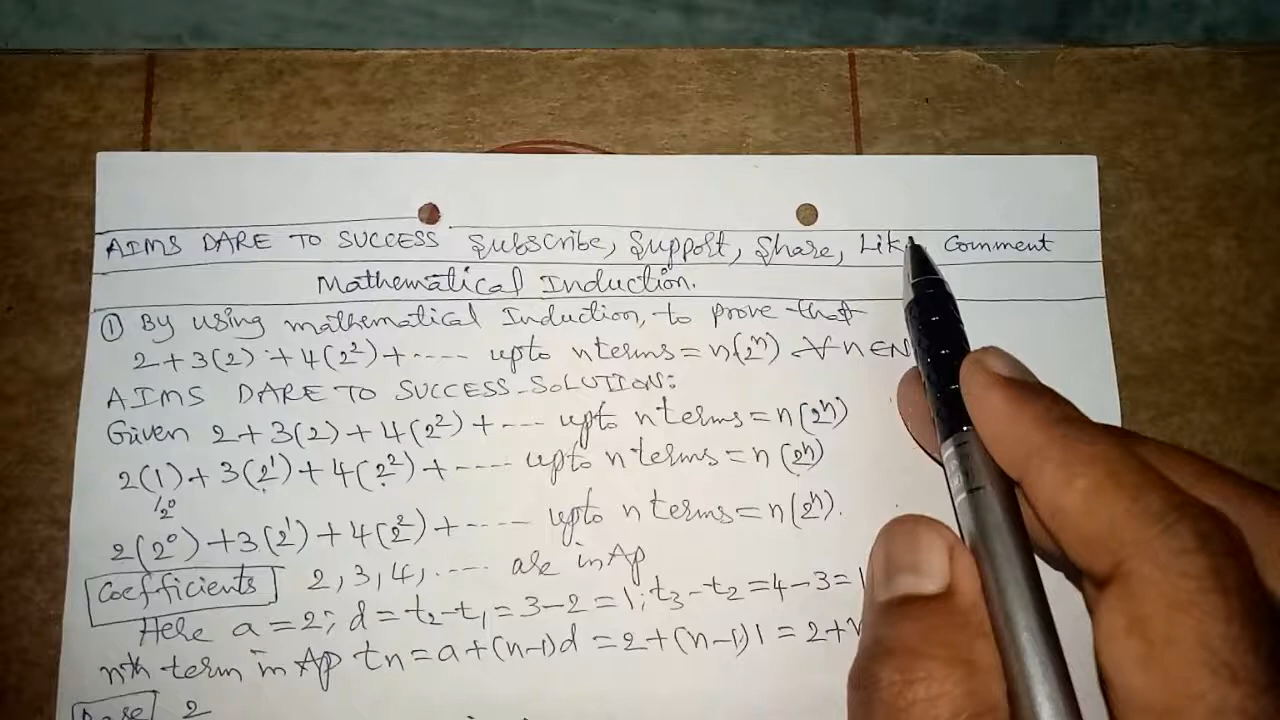 AIMS DARE TO SUCCESS Subscribe, Support, Share, Lik Comment
Mathematical Induction.
① By using mathematical Induction, to prove that
2+3(2)+4(2²)+..... upto n terms = n(2ⁿ) ∀ n ∈ N
AIMS DARE TO SUCCESS-SOLUTION:
Given 2+3(2)+4(2²)+--- upto n terms = n(2ⁿ)
2(1)+3(2¹)+4(2²)+---- upto n terms = n(2ⁿ)
2⁰
2(2⁰)+3(2¹)+4(2²)+---- upto n terms = n(2ⁿ).
Coefficients 2,3,4,.... are in Ap
Here a=2; d=t₂-t₁=3-2=1; t₃-t₂=4-3=1
nth term in Ap tn=a+(n-1)d=2+(n-1)1=2+
2